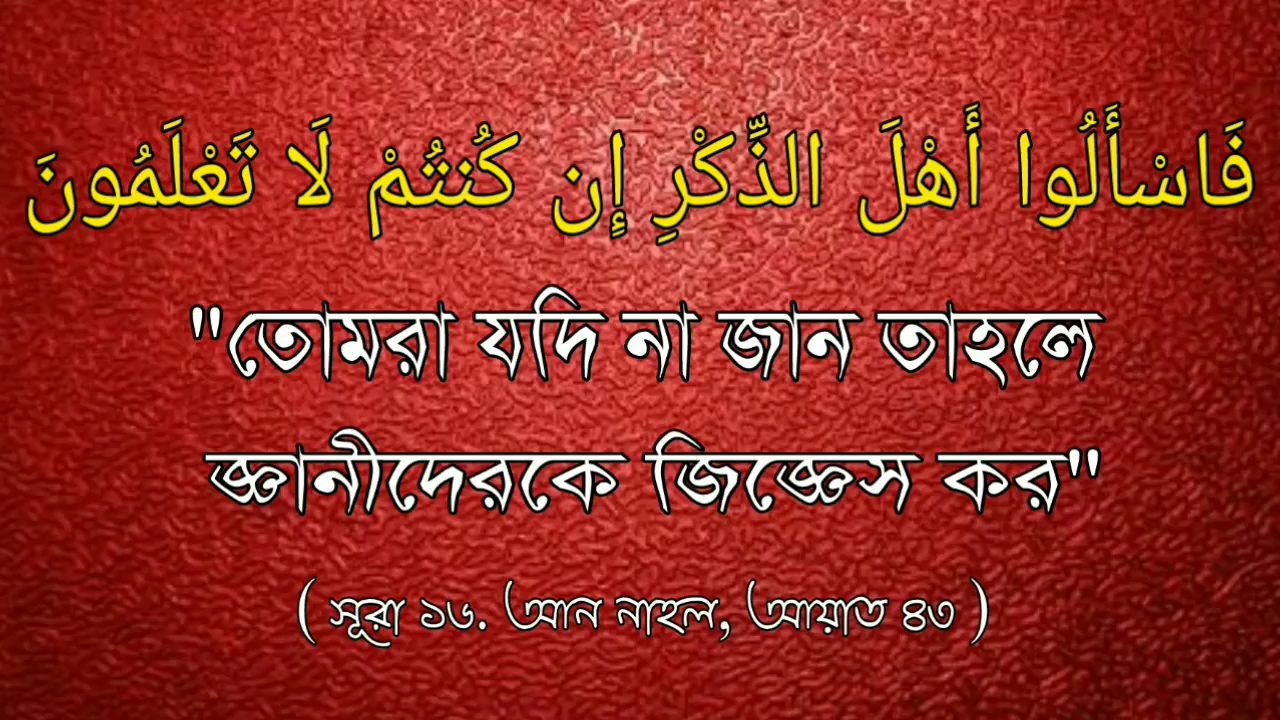 فَاسْأَلُوا أَهْلَ الذِّكْرِ إِن كُنتُمْ لَا تَعْلَمُونَ
"তোমরা যদি না জান তাহলে
জ্ঞানীদেরকে জিজ্ঞেস কর"
( সূরা ১৬. আন নাহল, আয়াত ৪৩ )